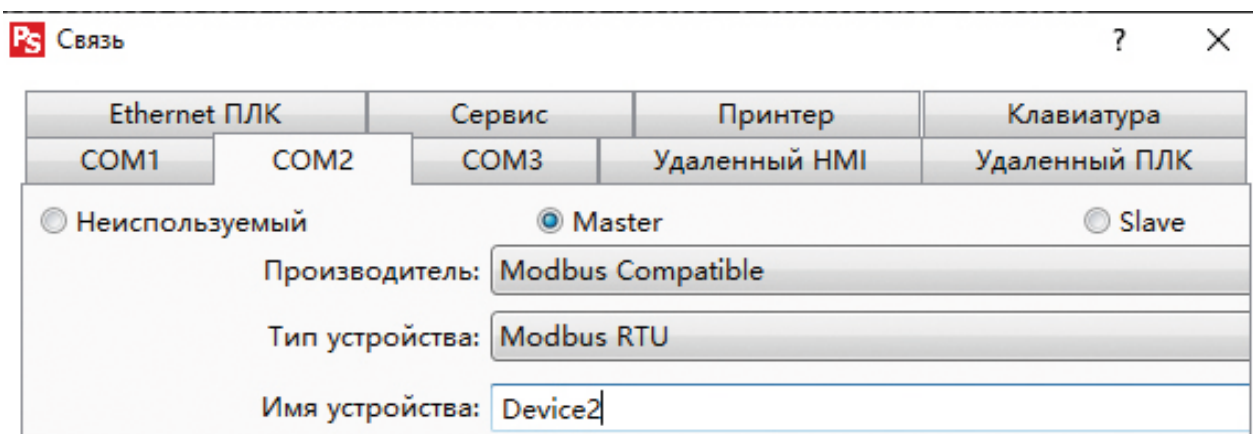 PS Связь ? ×
Ethernet ПЛК Сервис Принтер Клавиатура
COM1 COM2 COM3 Удаленный HMI Удаленный ПЛК
Неиспользуемый Master Slave
Производитель: Modbus Compatible
Тип устройства: Modbus RTU
Имя устройства: Device2